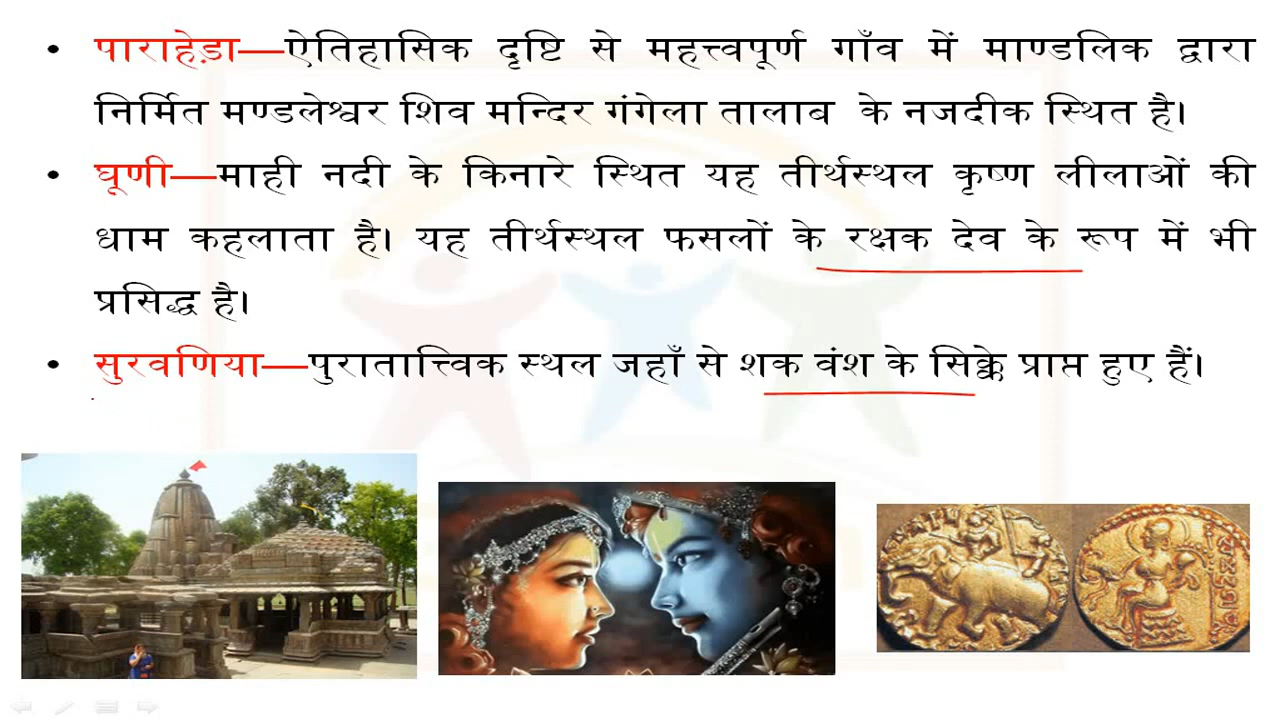 • पाराहेड़ा—ऐतिहासिक दृष्टि से महत्त्वपूर्ण गाँव में माण्डलिक द्वारा
निर्मित मण्डलेश्वर शिव मन्दिर गंगेला तालाब के नजदीक स्थित है।
• घूणी—माही नदी के किनारे स्थित यह तीर्थस्थल कृष्ण लीलाओं की
धाम कहलाता है। यह तीर्थस्थल फसलों के रक्षक देव के रूप में भी
प्रसिद्ध है।
• सुरवणिया—पुरातात्त्विक स्थल जहाँ से शक वंश के सिक्के प्राप्त हुए हैं।